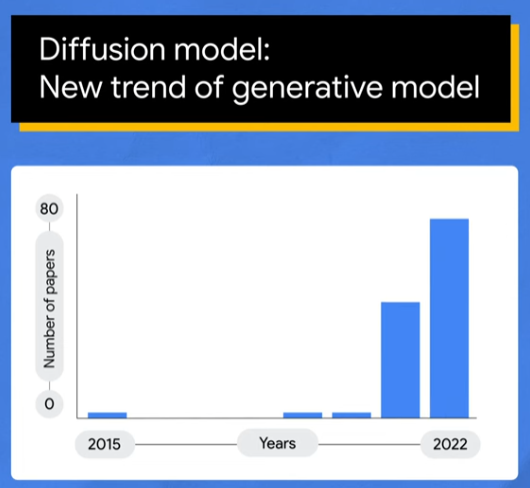 Diffusion model:
New trend of generative model
80
Number of papers
0
2015
Years
2022